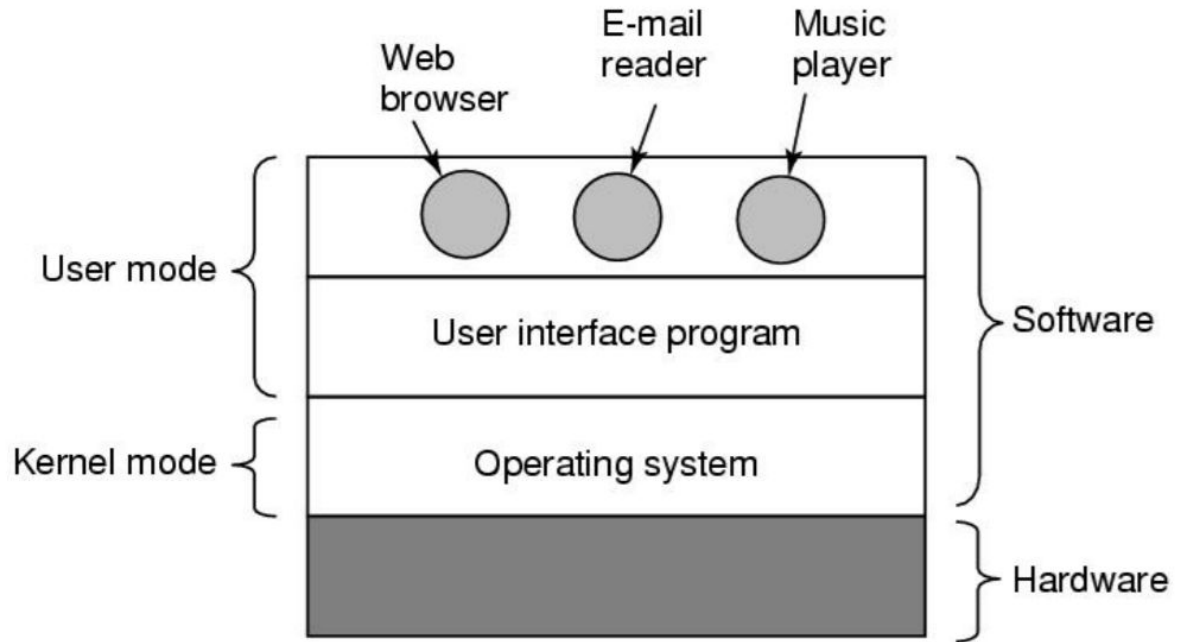 Web
browser
E-mail
reader
Music
player
User mode
User interface program
Software
Kernel mode
Operating system
Hardware